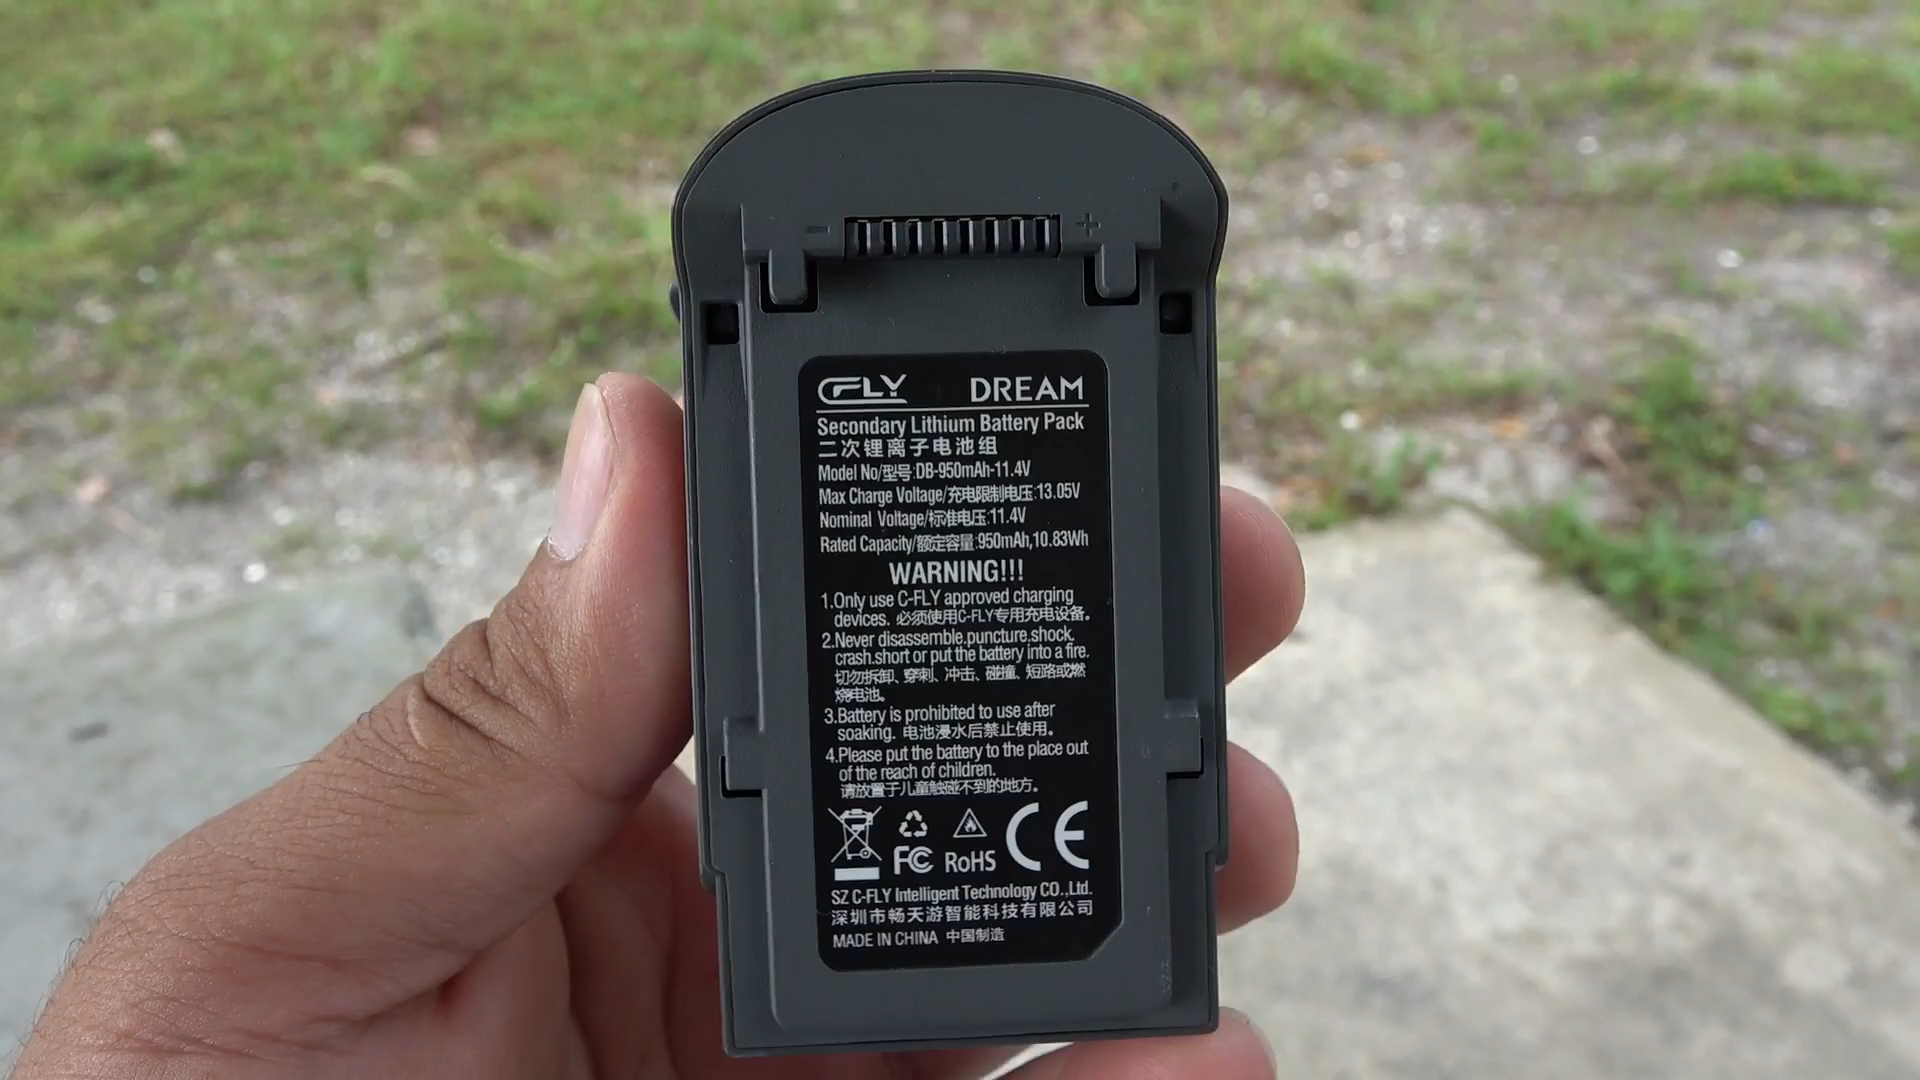 CFLY DREAM
Secondary Lithium Battery Pack
二次锂离子电池组
Model No/型号:DB-950mAh-11.4V
Max Charge Voltage/充电限制电压:13.05V
Nominal Voltage/标准电压:11.4V
Rated Capacity/额定容量:950mAh,10.83Wh
WARNING!!!
1.Only use C-FLY approved charging
devices. 必须使用C-FLY专用充电设备。
2.Never disassemble.puncture.shock.
crash.short or put the battery into a fire.
切勿拆卸、穿刺、冲击、碰撞、短路或燃
烧电池。
3.Battery is prohibited to use after
soaking. 电池浸水后禁止使用。
4.Please put the battery to the place out
of the reach of children.
请放置于儿童触碰不到的地方。
FC RoHS CE
SZ C-FLY Intelligent Technology CO.,Ltd.
深圳市畅天游智能科技有限公司
MADE IN CHINA 中国制造